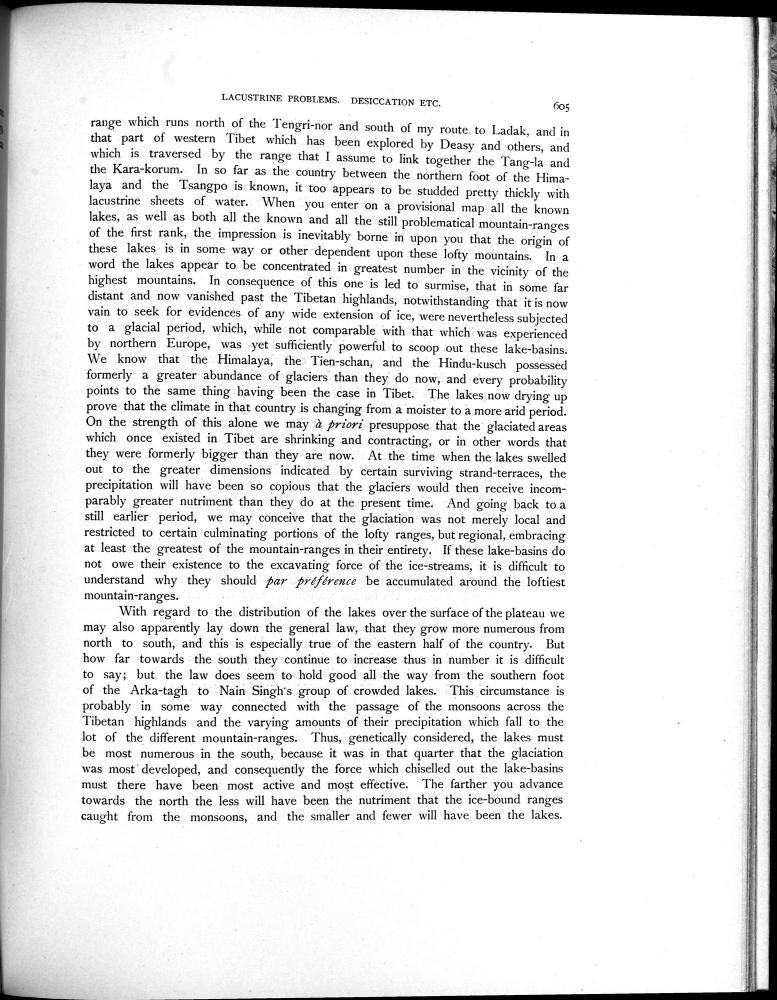 LACUSTRINE PROBLEMS. DESICCATION ETC. 605
range which runs north of the Tengri-nor and south of my route to Ladak, and in
that part of western Tibet which has been explored by Deasy and others, and
which is traversed by the range that I assume to link together the Tang-la and
the Kara-korum. In so far as the country between the northern foot of the Hima-
laya and the Tsangpo is known, it too appears to be studded pretty thickly with
lacustrine sheets of water. When you enter on a provisional map all the known
lakes, as well as both all the known and all the still problematical mountain-ranges
of the first rank, the impression is inevitably borne in upon you that the origin of
these lakes is in some way or other dependent upon these lofty mountains. In a
word the lakes appear to be concentrated in greatest number in the vicinity of the
highest mountains. In consequence of this one is led to surmise, that in some far
distant and now vanished past the Tibetan highlands, notwithstanding that it is now
vain to seek for evidences of any wide extension of ice, were nevertheless subjected
to a glacial period, which, while not comparable with that which was experienced
by northern Europe, was yet sufficiently powerful to scoop out these lake-basins.
We know that the Himalaya, the Tien-schan, and the Hindu-kusch possessed
formerly a greater abundance of glaciers than they do now, and every probability
points to the same thing having been the case in Tibet. The lakes now drying up
prove that the climate in that country is changing from a moister to a more arid period.
On the strength of this alone we may à priori presuppose that the glaciated areas
which once existed in Tibet are shrinking and contracting, or in other words that
they were formerly bigger than they are now. At the time when the lakes swelled
out to the greater dimensions indicated by certain surviving strand-terraces, the
precipitation will have been so copious that the glaciers would then receive incom-
parably greater nutriment than they do at the present time. And going back to a
still earlier period, we may conceive that the glaciation was not merely local and
restricted to certain culminating portions of the lofty ranges, but regional, embracing
at least the greatest of the mountain-ranges in their entirety. If these lake-basins do
not owe their existence to the excavating force of the ice-streams, it is difficult to
understand why they should par préférence be accumulated around the loftiest
mountain-ranges.
With regard to the distribution of the lakes over the surface of the plateau we
may also apparently lay down the general law, that they grow more numerous from
north to south, and this is especially true of the eastern half of the country. But
how far towards the south they continue to increase thus in number it is difficult
to say; but the law does seem to hold good all the way from the southern foot
of the Arka-tagh to Nain Singh's group of crowded lakes. This circumstance is
probably in some way connected with the passage of the monsoons across the
Tibetan highlands and the varying amounts of their precipitation which fall to the
lot of the different mountain-ranges. Thus, genetically considered, the lakes must
be most numerous in the south, because it was in that quarter that the glaciation
was most developed, and consequently the force which chiselled out the lake-basins
must there have been most active and most effective. The farther you advance
towards the north the less will have been the nutriment that the ice-bound ranges
caught from the monsoons, and the smaller and fewer will have been the lakes.